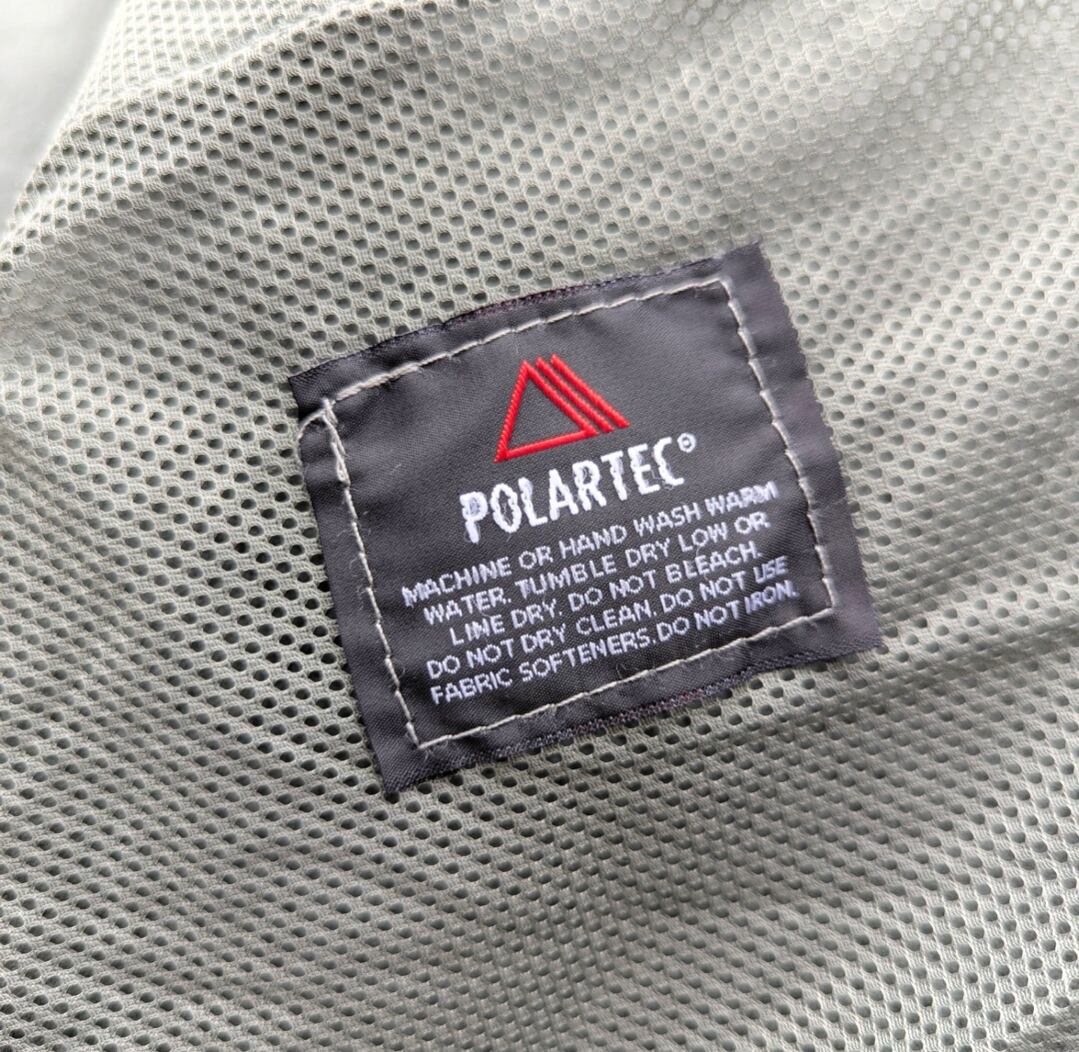 POLARTEC®
MACHINE OR HAND WASH WARM
WATER. TUMBLE DRY LOW OR
LINE DRY. DO NOT BLEACH.
DO NOT DRY CLEAN. DO NOT USE
FABRIC SOFTENERS. DO NOT IRON.